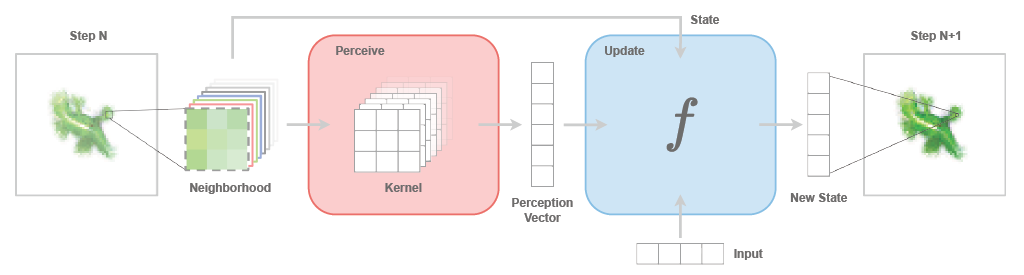 Step N
State
Step N+1
Perceive
Update
f
Neighborhood
Kernel
Perception
Vector
New State
Input